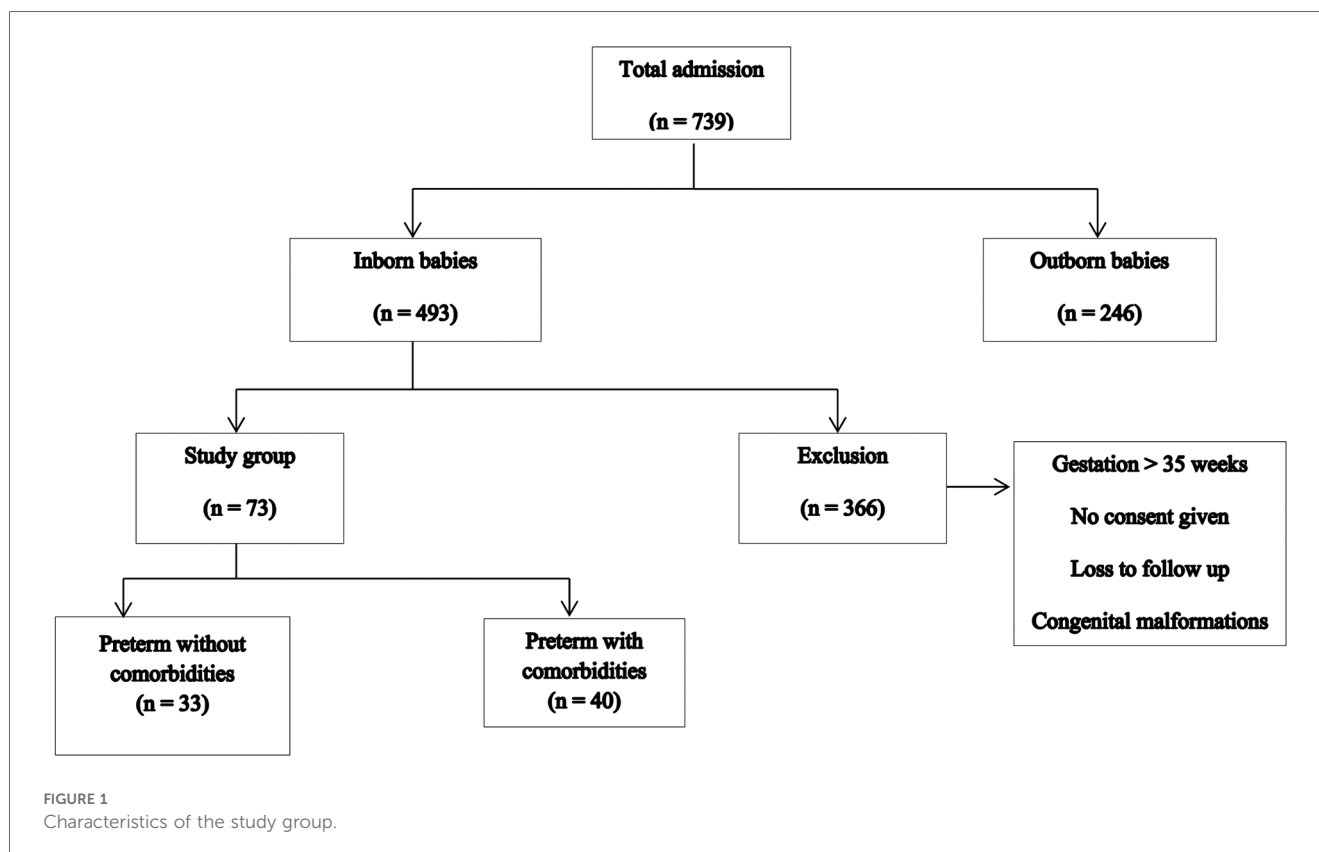 Total admission
(n = 739)
Inborn babies
(n = 493)
Outborn babies
(n = 246)
Study group
(n = 73)
Exclusion
(n = 366)
Gestation > 35 weeks
No consent given
Loss to follow up
Congenital malformations
Preterm without
comorbidities
(n = 33)
Preterm with
comorbidities
(n = 40)
FIGURE 1
Characteristics of the study group.